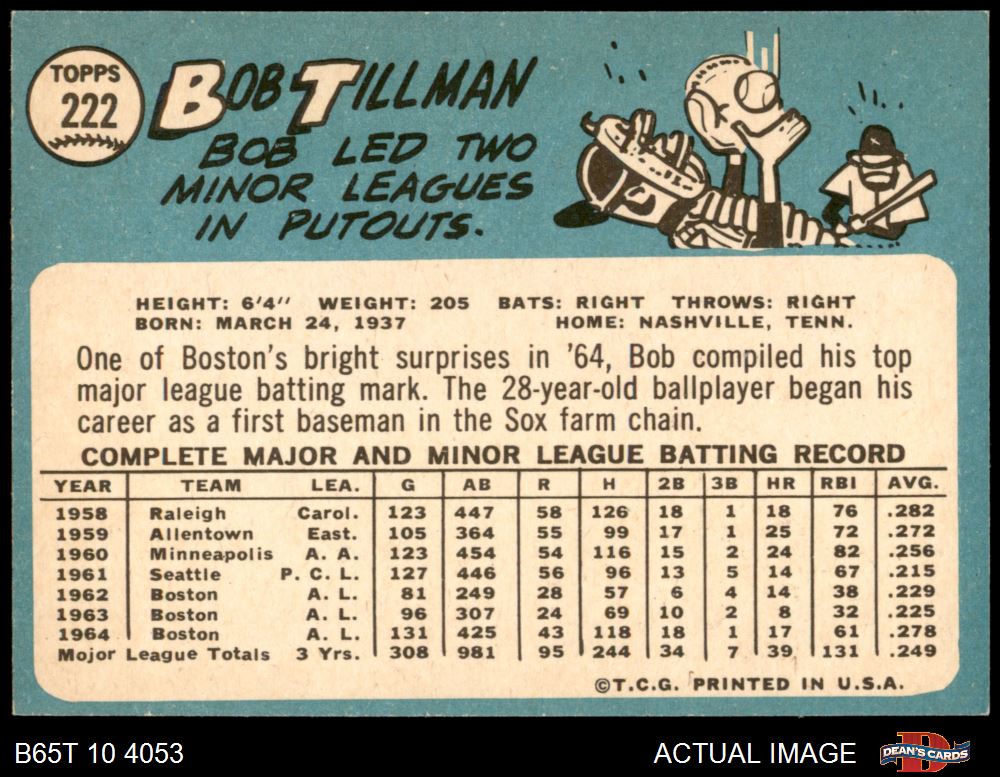 TOPPS
222
BOB TILLMAN
BOB LED TWO
MINOR LEAGUES
IN PUTOUTS.
HEIGHT: 6'4" WEIGHT: 205 BATS: RIGHT THROWS: RIGHT
BORN: MARCH 24, 1937 HOME: NASHVILLE, TENN.
One of Boston's bright surprises in '64, Bob compiled his top
major league batting mark. The 28-year-old ballplayer began his
career as a first baseman in the Sox farm chain.
COMPLETE MAJOR AND MINOR LEAGUE BATTING RECORD
YEAR TEAM LEA. G AB R H 2B 3B HR RBI AVG.
1958 Raleigh Carol. 123 447 58 126 18 1 18 76 .282
1959 Allentown East. 105 364 55 99 17 1 25 72 .272
1960 Minneapolis A. A. 123 454 54 116 15 2 24 82 .256
1961 Seattle P. C. L. 127 446 56 96 13 5 14 67 .215
1962 Boston A. L. 81 249 28 57 6 4 14 38 .229
1963 Boston A. L. 96 307 24 69 10 2 8 32 .225
1964 Boston A. L. 131 425 43 118 18 1 17 61 .278
Mojor League Totals 3 Yrs. 308 981 95 244 34 7 39 131 .249
©T.C.G. PRINTED IN U.S.A.
B65T 10 4053 ACTUAL IMAGE DEAN'S CARDS